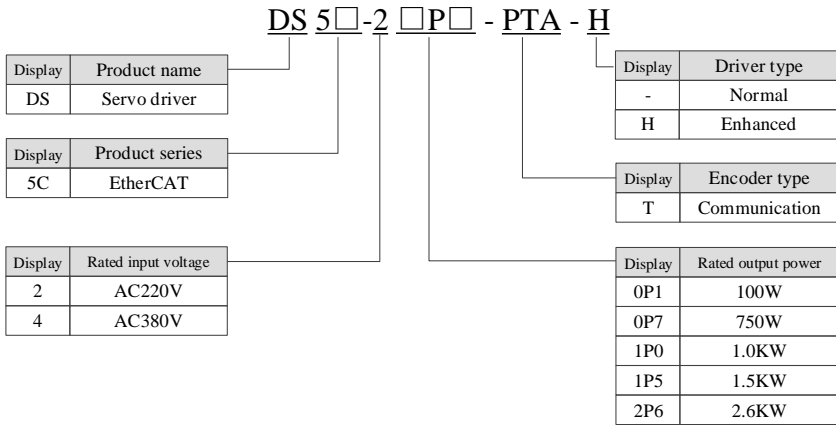 DS 5□-2 □P□ - PTA - H
Display Product name
DS Servo driver
Display Product series
5C EtherCAT
Display Rated input voltage
2 AC220V
4 AC380V
Display Driver type
- Normal
H Enhanced
Display Encoder type
T Communication
Display Rated output power
0P1 100W
0P7 750W
1P0 1.0KW
1P5 1.5KW
2P6 2.6KW